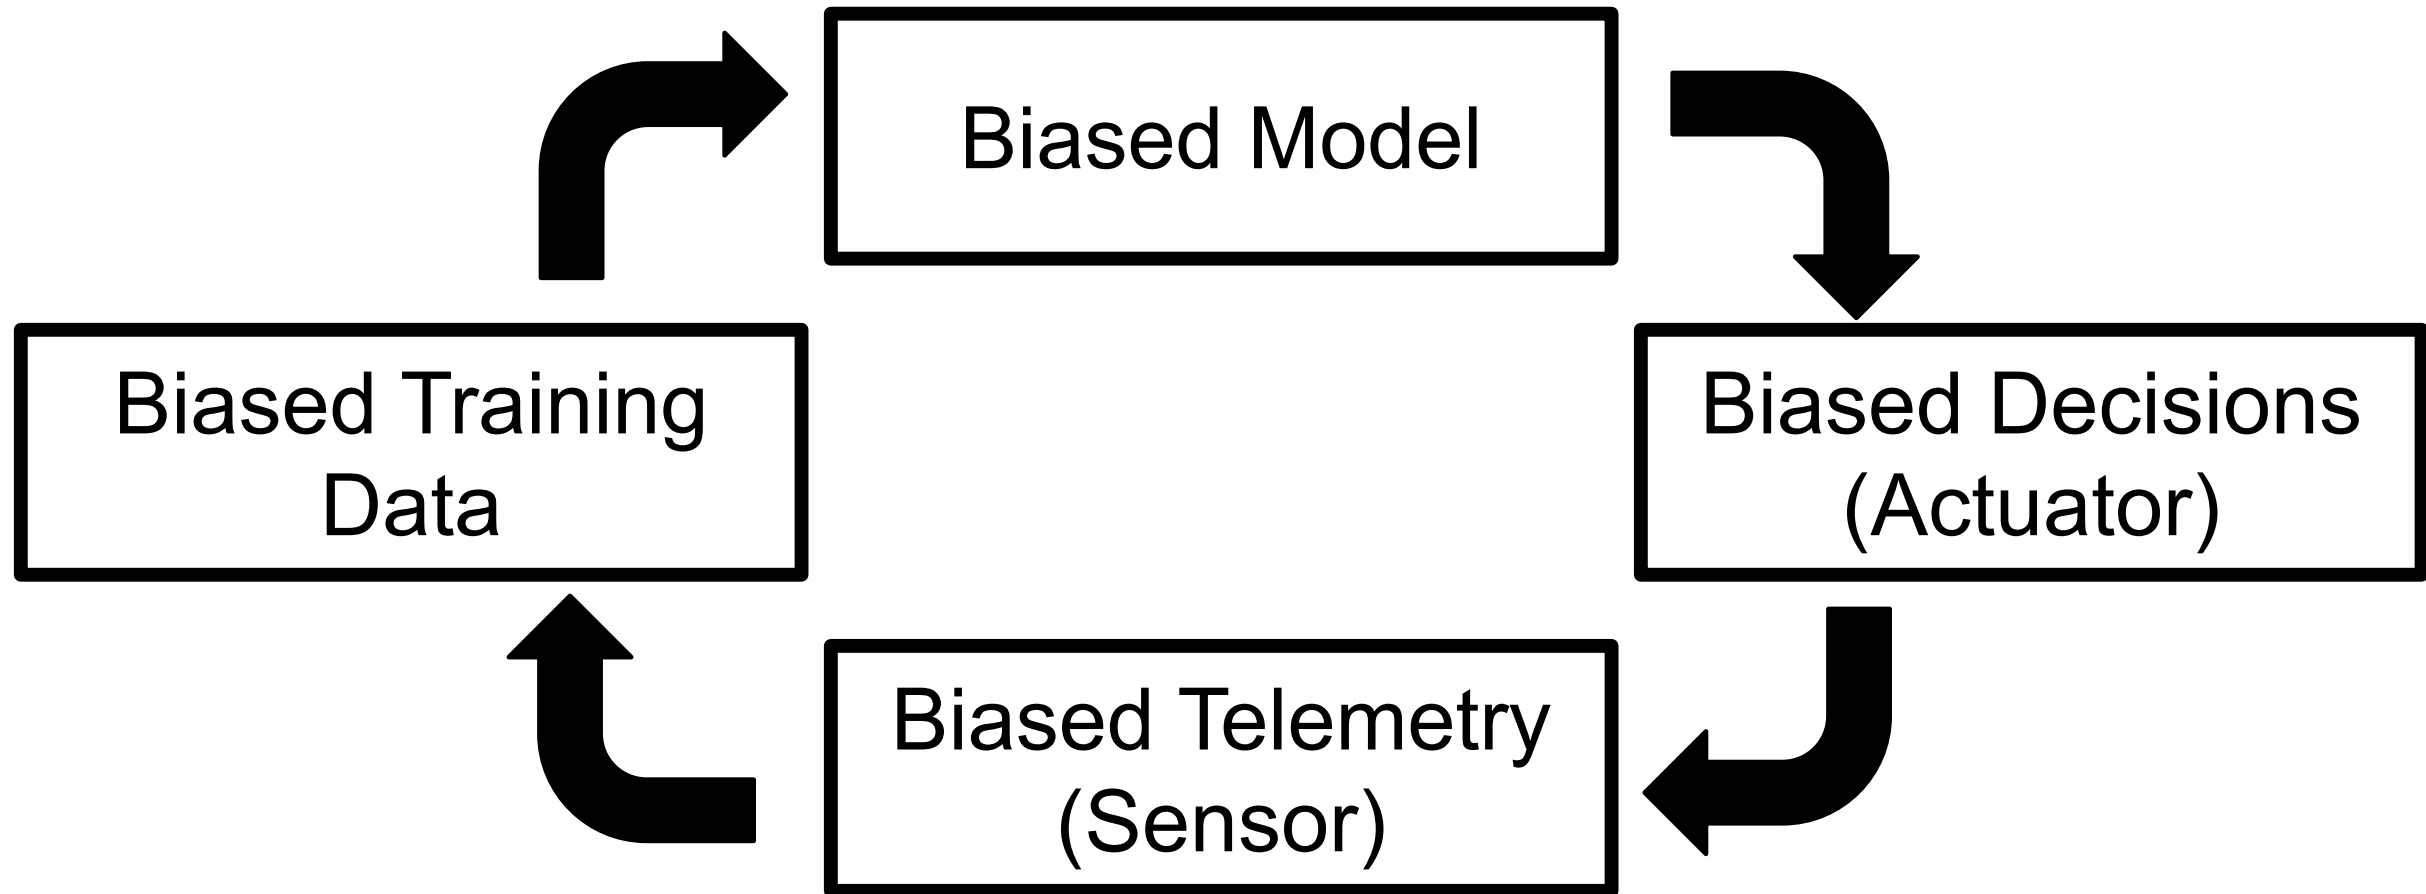 Biased Model
Biased Training
Data
Biased Decisions
(Actuator)
Biased Telemetry
(Sensor)